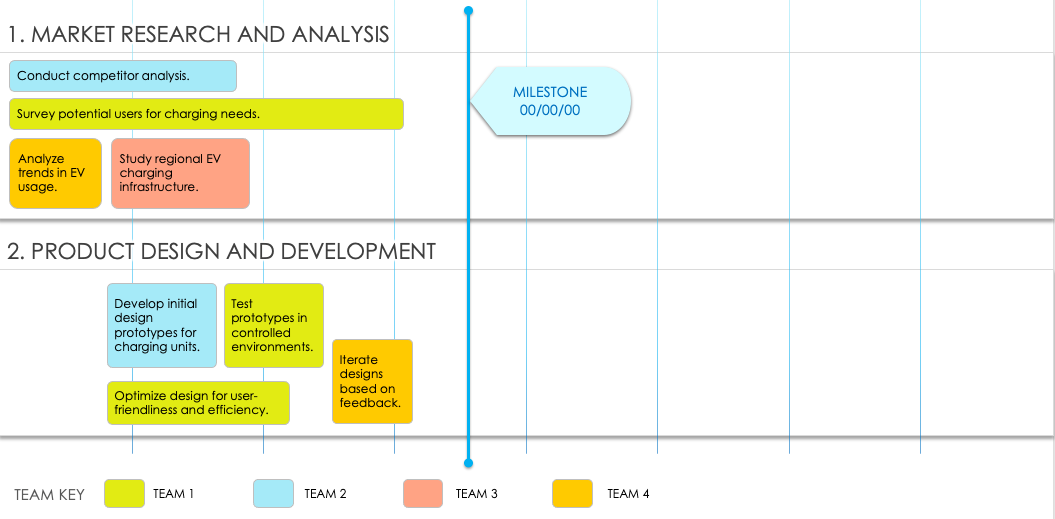 1. MARKET RESEARCH AND ANALYSIS
Conduct competitor analysis.
Survey potential users for charging needs.
Analyze
trends in EV
usage.
Study regional EV
charging
infrastructure.
MILESTONE
00/00/00
2. PRODUCT DESIGN AND DEVELOPMENT
Develop initial
design
prototypes for
charging units.
Test
prototypes in
controlled
environments.
Iterate
designs
based on
feedback.
Optimize design for user-
friendliness and efficiency.
TEAM KEY
TEAM 1
TEAM 2
TEAM 3
TEAM 4